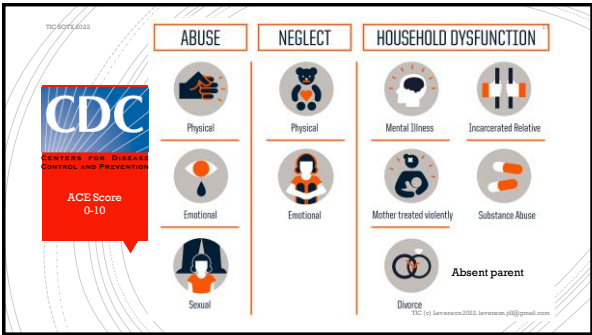 TIC SOTX 2022
ABUSE
NEGLECT
HOUSEHOLD DYSFUNCTION
CDC
CENTERS FOR DISEASE
CONTROL AND PREVENTION
ACE Score
0-10
Physical
Physical
Mental Illness
Incarcerated Relative
Emotional
Emotional
Mother treated violently
Substance Abuse
Sexual
Divorce
Absent parent
TIC (c) Levenson 2022. levenson.jill@gmail.com